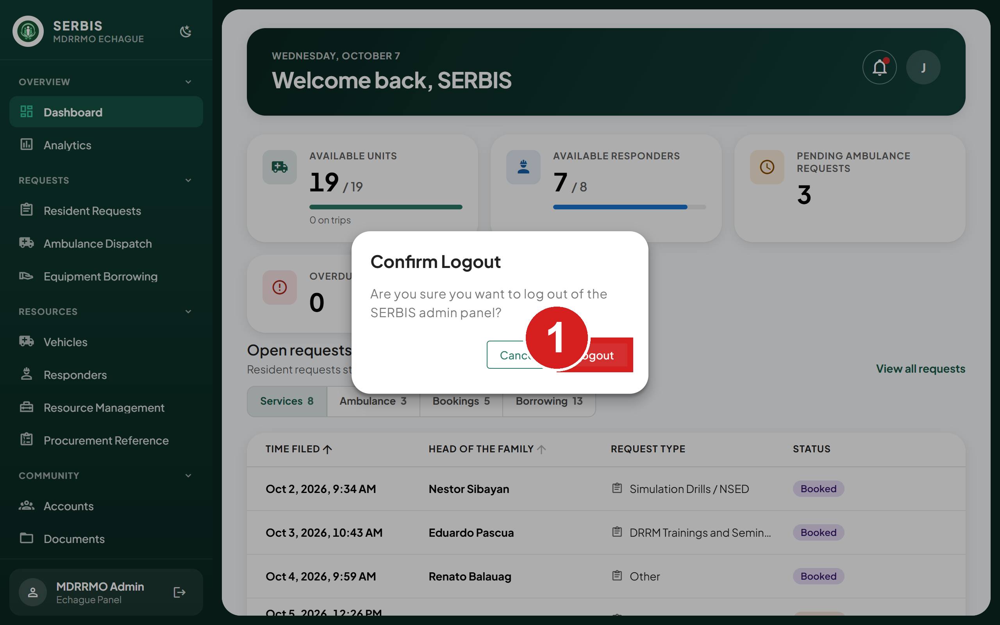 SERBIS
MDRRMO ECHAGUE
OVERVIEW
Dashboard
Analytics
REQUESTS
Resident Requests
Ambulance Dispatch
Equipment Borrowing
RESOURCES
Vehicles
Responders
Resource Management
Procurement Reference
COMMUNITY
Accounts
Documents
MDRRMO Admin
Echague Panel
WEDNESDAY, OCTOBER 7
Welcome back, SERBIS
J
AVAILABLE UNITS
19 / 19
0 on trips
AVAILABLE RESPONDERS
7 / 8
PENDING AMBULANCE
REQUESTS
3
OVERDU
0
Confirm Logout
Are you sure you want to log out of the
SERBIS admin panel?
Canc
1
ogout
Open requests
Resident requests st
View all requests
Services 8
Ambulance 3
Bookings 5
Borrowing 13
TIME FILED HEAD OF THE FAMILY REQUEST TYPE STATUS
Oct 2, 2026, 9:34 AM Nestor Sibayan Simulation Drills / NSED Booked
Oct 3, 2026, 10:43 AM Eduardo Pascua DRRM Trainings and Semin... Booked
Oct 4, 2026, 9:59 AM Renato Balauag Other Booked
Oct 5, 2026, 12:26 PM